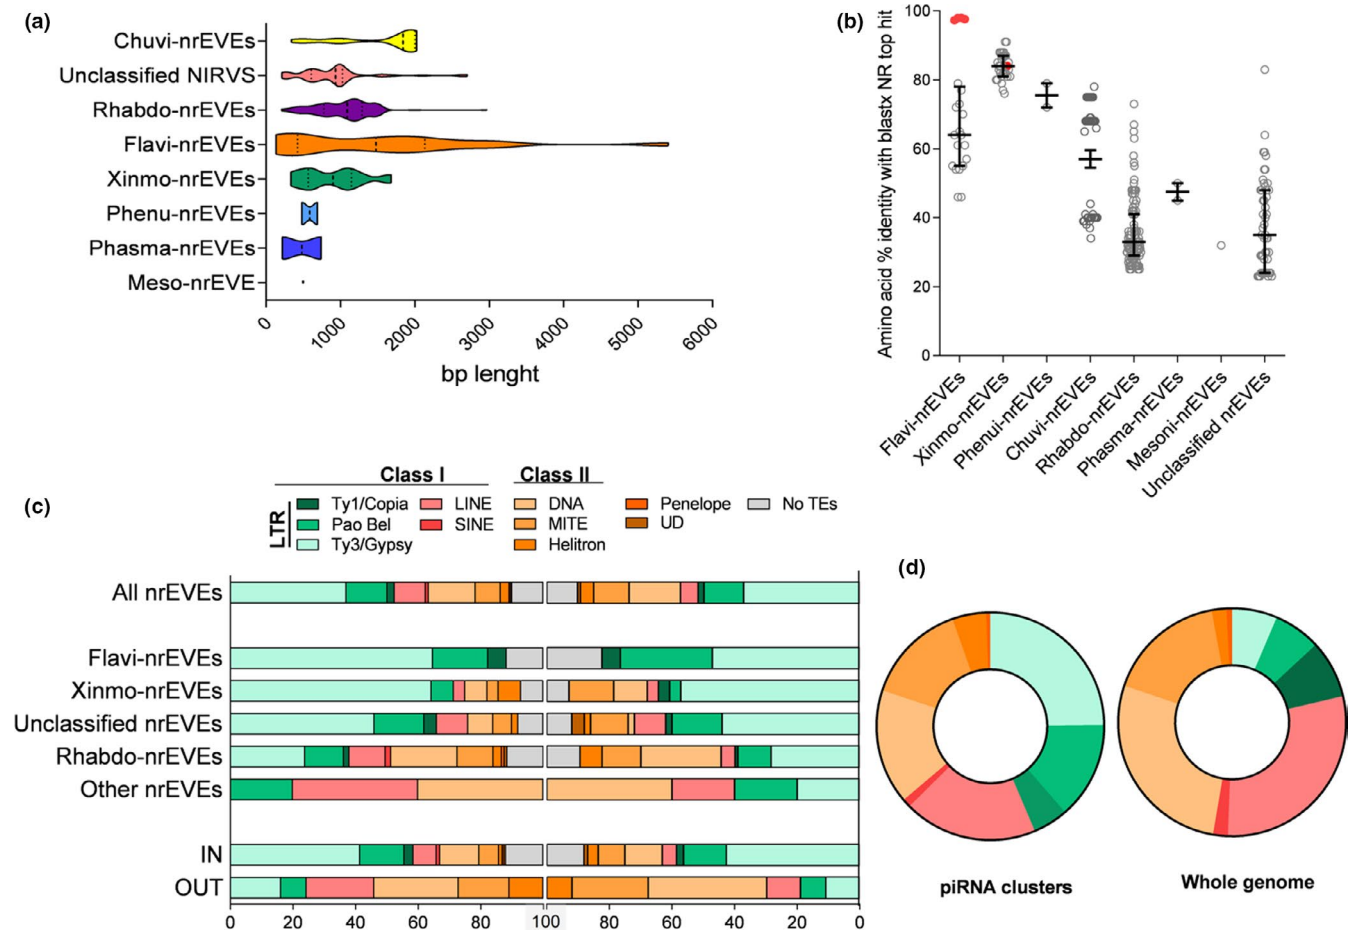 (a)
Chuvi-nrEVEs
Unclassified NIRVS
Rhabdo-nrEVEs
Flavi-nrEVEs
Xinmo-nrEVEs
Phenu-nrEVEs
Phasma-nrEVEs
Meso-nrEVE
0 1000 2000 3000 4000 5000 6000
bp lenght
(b)
Amino acid % identity with blastx NR top hit
100
80
60
40
20
0
Flavi-nrEVEs
Xinmo-nrEVEs
Phenui-nrEVEs
Chuvi-nrEVEs
Rhabdo-nrEVEs
Phasma-nrEVEs
Mesoni-nrEVEs
Unclassified nrEVEs
(c)
Class I Class II
LTR
Ty1/Copia LINE DNA Penelope No TEs
Pao Bel SINE MITE UD
Ty3/Gypsy Helitron
All nrEVEs
Flavi-nrEVEs
Xinmo-nrEVEs
Unclassified nrEVEs
Rhabdo-nrEVEs
Other nrEVEs
IN
OUT
0 20 40 60 80 100 80 60 40 20 0
(d)
piRNA clusters
Whole genome